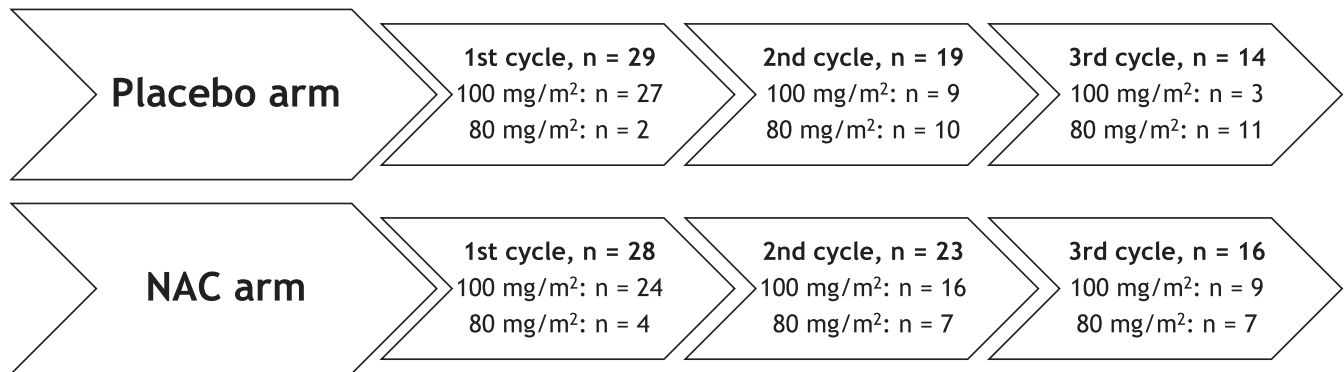 Placebo arm
1st cycle, n = 29
100 mg/m²: n = 27
80 mg/m²: n = 2
2nd cycle, n = 19
100 mg/m²: n = 9
80 mg/m²: n = 10
3rd cycle, n = 14
100 mg/m²: n = 3
80 mg/m²: n = 11
NAC arm
1st cycle, n = 28
100 mg/m²: n = 24
80 mg/m²: n = 4
2nd cycle, n = 23
100 mg/m²: n = 16
80 mg/m²: n = 7
3rd cycle, n = 16
100 mg/m²: n = 9
80 mg/m²: n = 7